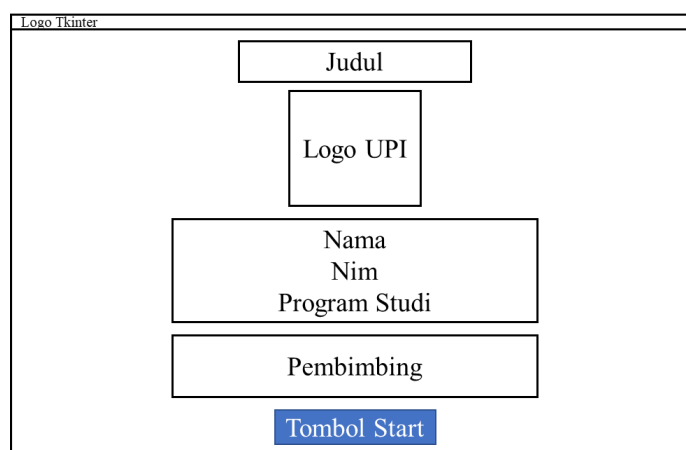 Logo Tkinter
Judul
Logo UPI
Nama
Nim
Program Studi
Pembimbing
Tombol Start